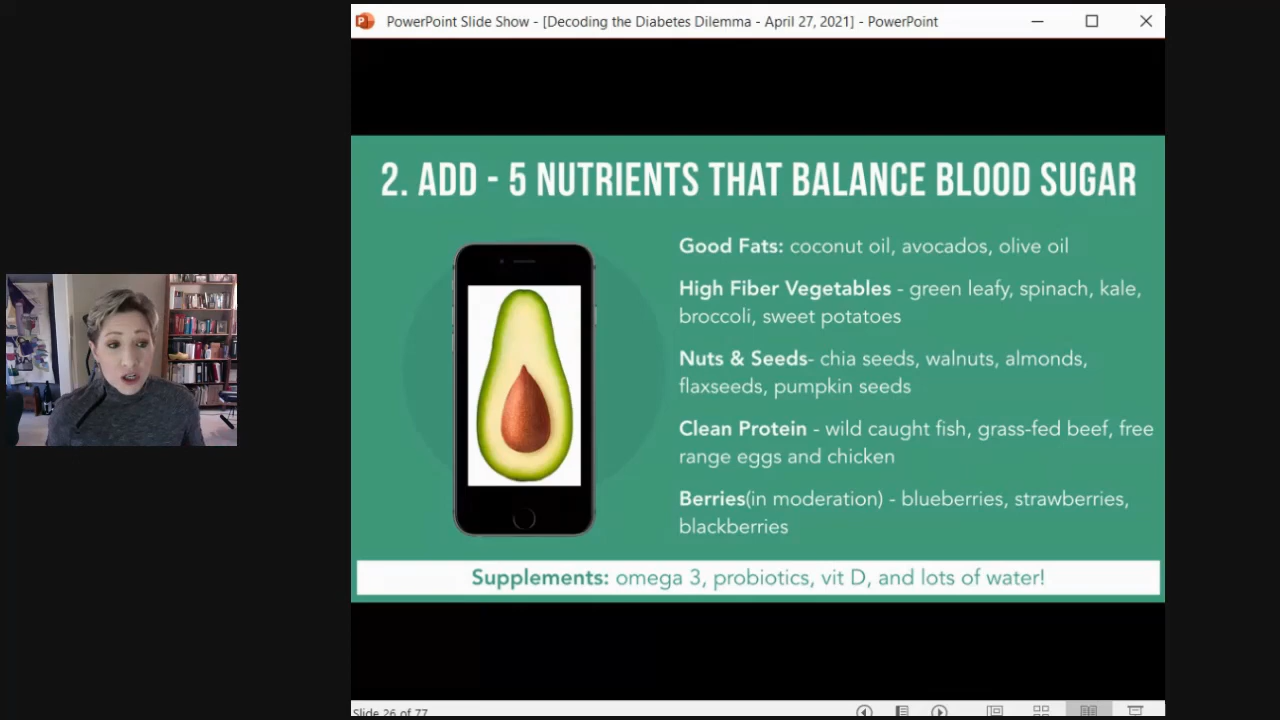 PowerPoint Slide Show - [Decoding the Diabetes Dilemma - April 27, 2021] - PowerPoint
2. ADD - 5 NUTRIENTS THAT BALANCE BLOOD SUGAR
Good Fats: coconut oil, avocados, olive oil
High Fiber Vegetables - green leafy, spinach, kale,
broccoli, sweet potatoes
Nuts & Seeds- chia seeds, walnuts, almonds,
flaxseeds, pumpkin seeds
Clean Protein - wild caught fish, grass-fed beef, free
range eggs and chicken
Berries(in moderation) - blueberries, strawberries,
blackberries
Supplements: omega 3, probiotics, vit D, and lots of water!
Slide 26 of 77